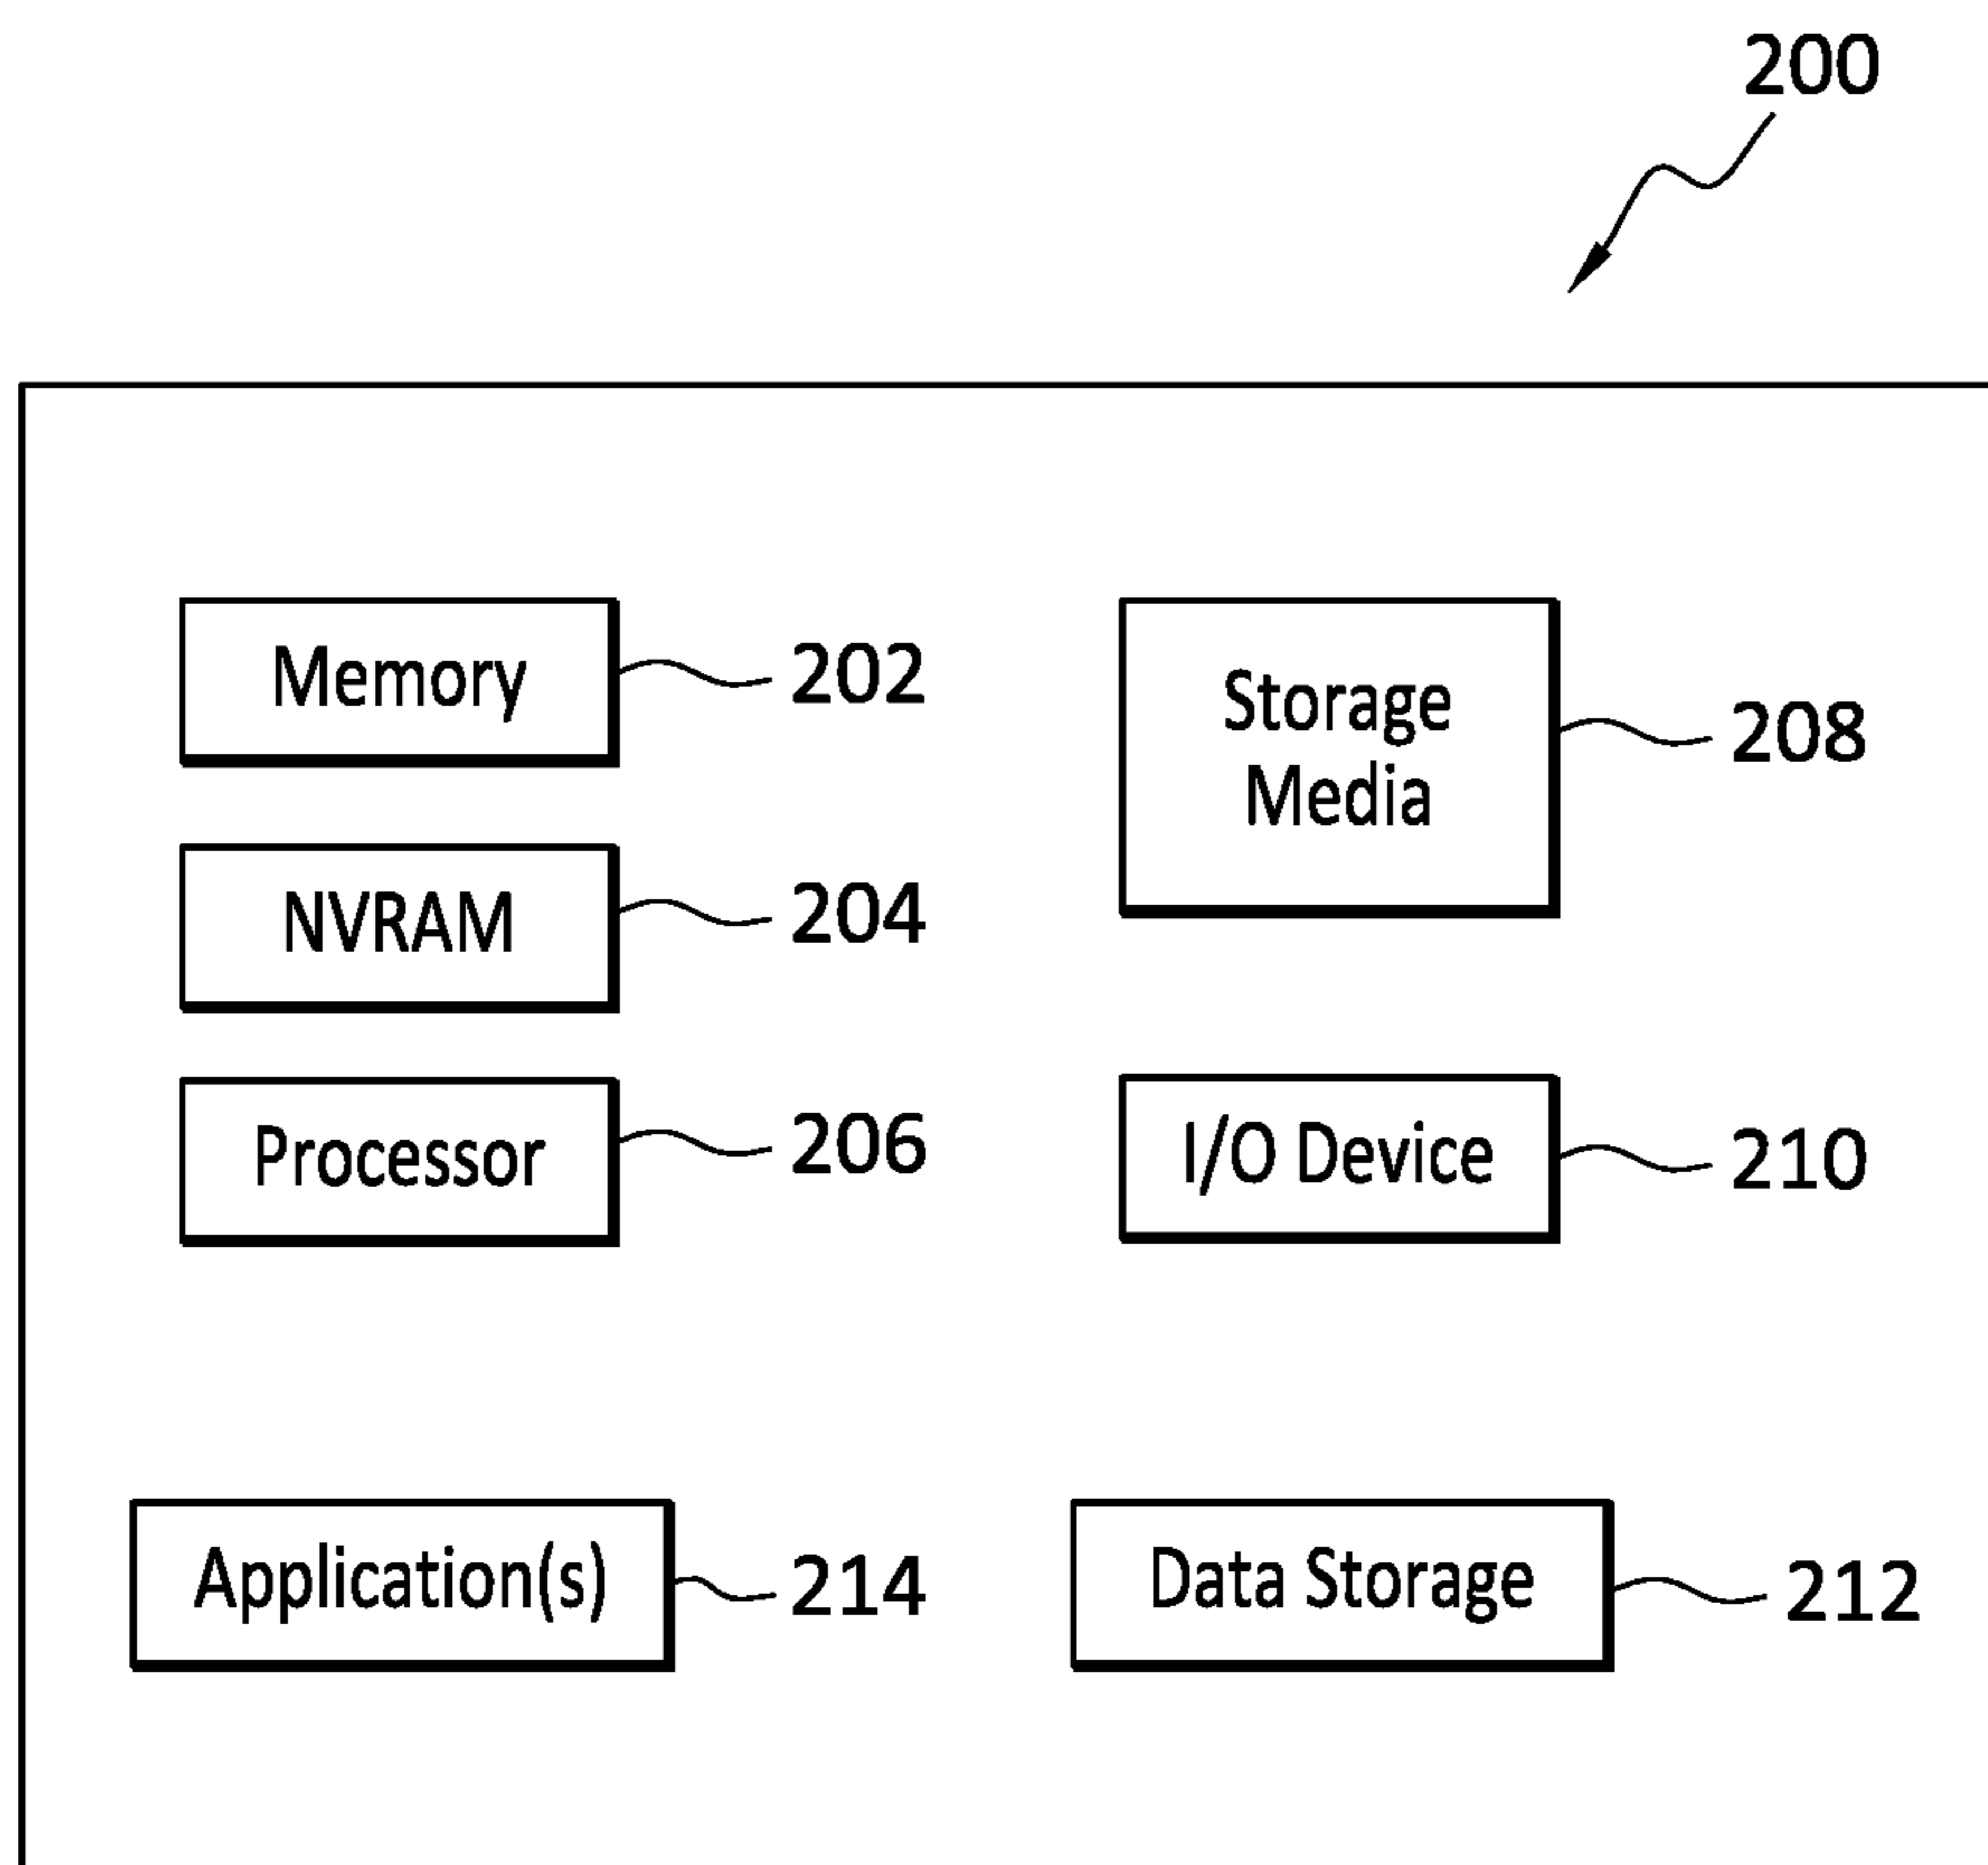 200
Memory
202
Storage
Media
208
NVRAM
204
Processor
206
I/O Device
210
Application(s)
214
Data Storage
212